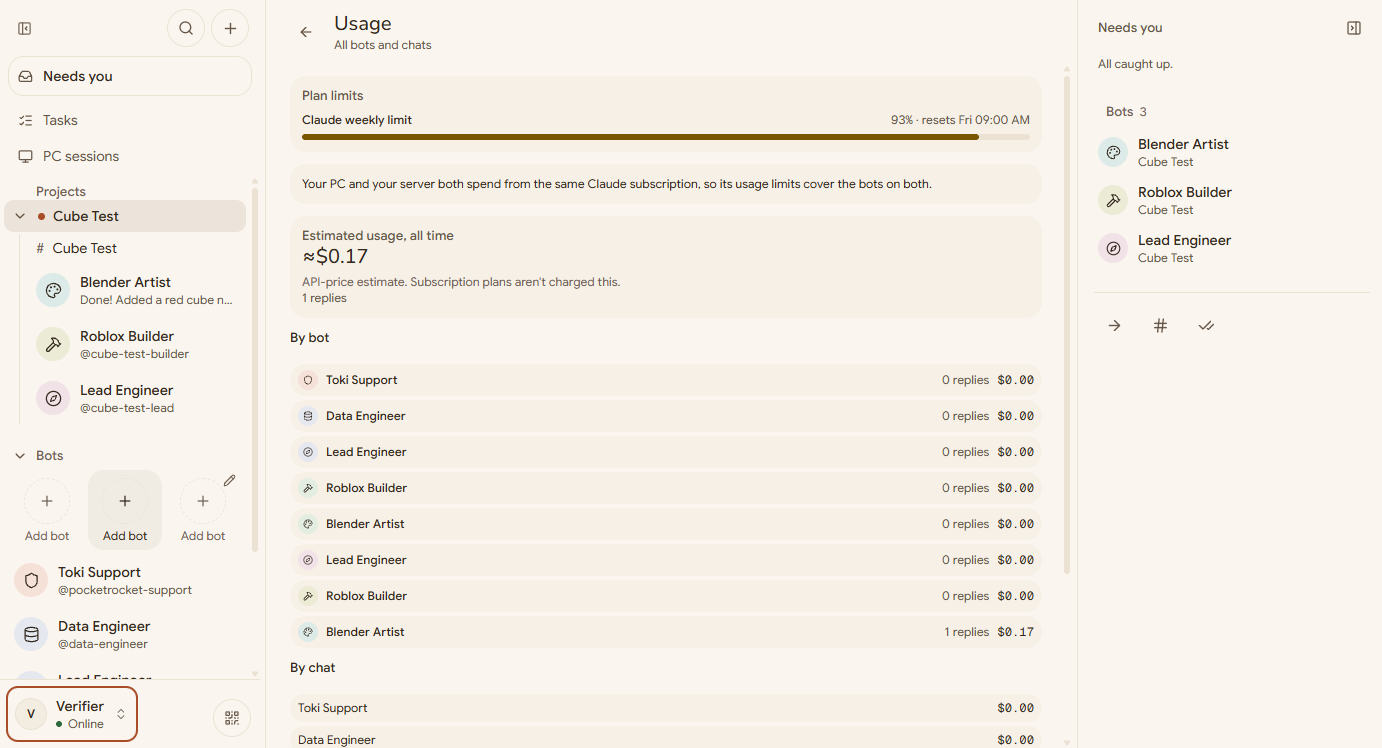 Needs you
Tasks
PC sessions
Projects
Cube Test
# Cube Test
Blender Artist
Done! Added a red cube n...
Roblox Builder
@cube-test-builder
Lead Engineer
@cube-test-lead
Bots
Add bot
Add bot
Add bot
Toki Support
@pocketrocket-support
Data Engineer
@data-engineer
Lead Engineer
V
Verifier
Online
Usage
All bots and chats
Plan limits
Claude weekly limit 93% · resets Fri 09:00 AM
Your PC and your server both spend from the same Claude subscription, so its usage limits cover the bots on both.
Estimated usage, all time
≈$0.17
API-price estimate. Subscription plans aren't charged this.
1 replies
By bot
Toki Support 0 replies $0.00
Data Engineer 0 replies $0.00
Lead Engineer 0 replies $0.00
Roblox Builder 0 replies $0.00
Blender Artist 0 replies $0.00
Lead Engineer 0 replies $0.00
Roblox Builder 0 replies $0.00
Blender Artist 1 replies $0.17
By chat
Toki Support $0.00
Data Engineer $0.00
Needs you
All caught up.
Bots 3
Blender Artist
Cube Test
Roblox Builder
Cube Test
Lead Engineer
Cube Test